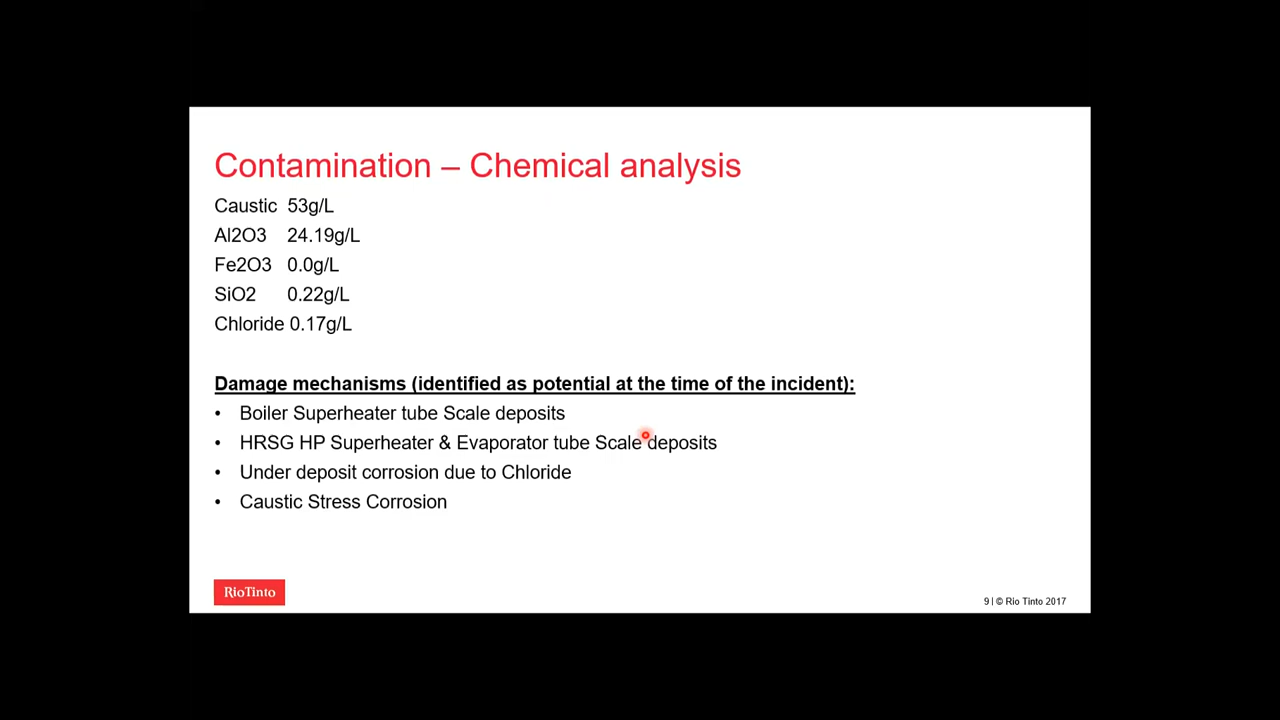 Contamination – Chemical analysis
Caustic 53g/L
Al2O3 24.19g/L
Fe2O3 0.0g/L
SiO2 0.22g/L
Chloride 0.17g/L
Damage mechanisms (identified as potential at the time of the incident):
• Boiler Superheater tube Scale deposits
• HRSG HP Superheater & Evaporator tube Scale deposits
• Under deposit corrosion due to Chloride
• Caustic Stress Corrosion
RioTinto
9 | © Rio Tinto 2017